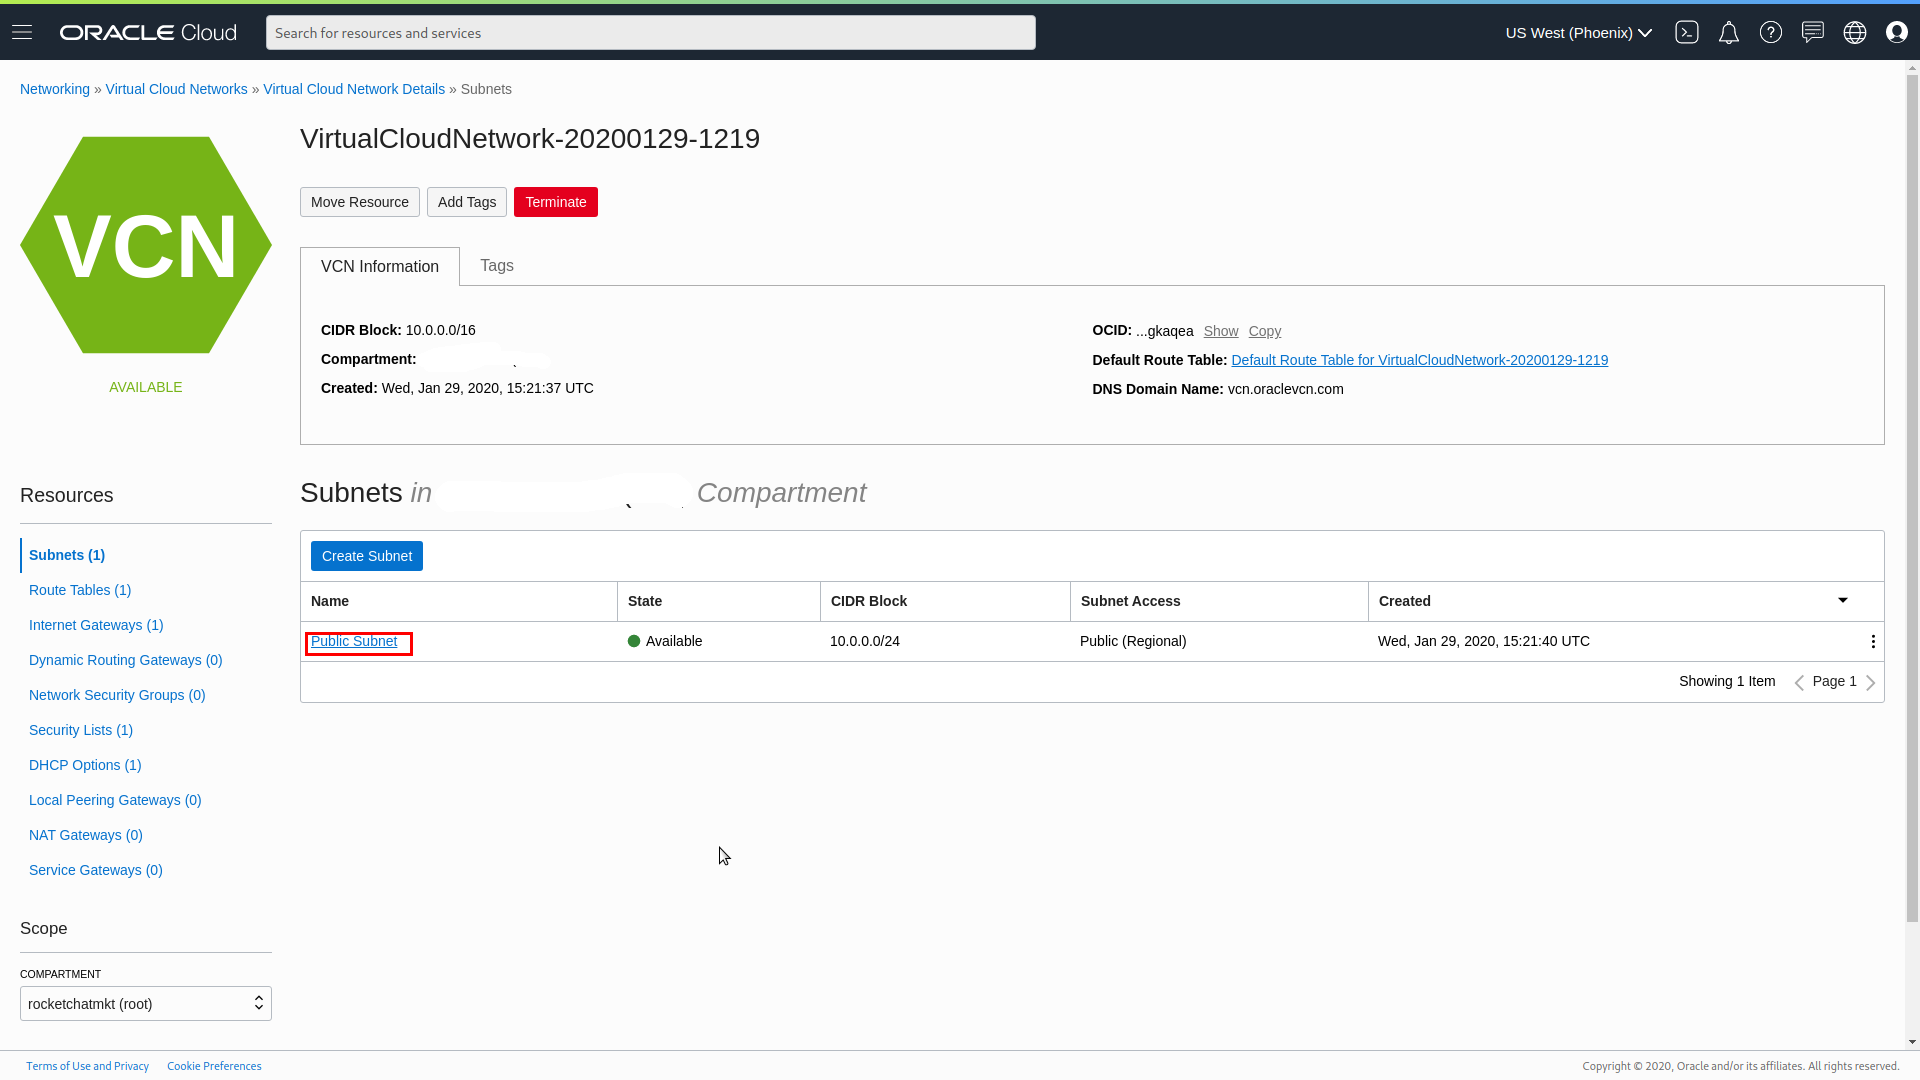 ORACLE Cloud
Search for resources and services
US West (Phoenix)
Networking » Virtual Cloud Networks » Virtual Cloud Network Details » Subnets
VCN
AVAILABLE
VirtualCloudNetwork-20200129-1219
Move Resource Add Tags Terminate
VCN Information Tags
CIDR Block: 10.0.0.0/16
Compartment:
Created: Wed, Jan 29, 2020, 15:21:37 UTC
OCID: ...gkaqea Show Copy
Default Route Table: Default Route Table for VirtualCloudNetwork-20200129-1219
DNS Domain Name: vcn.oraclevcn.com
Resources
Subnets (1)
Route Tables (1)
Internet Gateways (1)
Dynamic Routing Gateways (0)
Network Security Groups (0)
Security Lists (1)
DHCP Options (1)
Local Peering Gateways (0)
NAT Gateways (0)
Service Gateways (0)
Scope
COMPARTMENT
rocketchatmkt (root)
Subnets in Compartment
Create Subnet
Name State CIDR Block Subnet Access Created
Public Subnet Available 10.0.0.0/24 Public (Regional) Wed, Jan 29, 2020, 15:21:40 UTC
Showing 1 Item Page 1
Terms of Use and Privacy Cookie Preferences
Copyright © 2020, Oracle and/or its affiliates. All rights reserved.